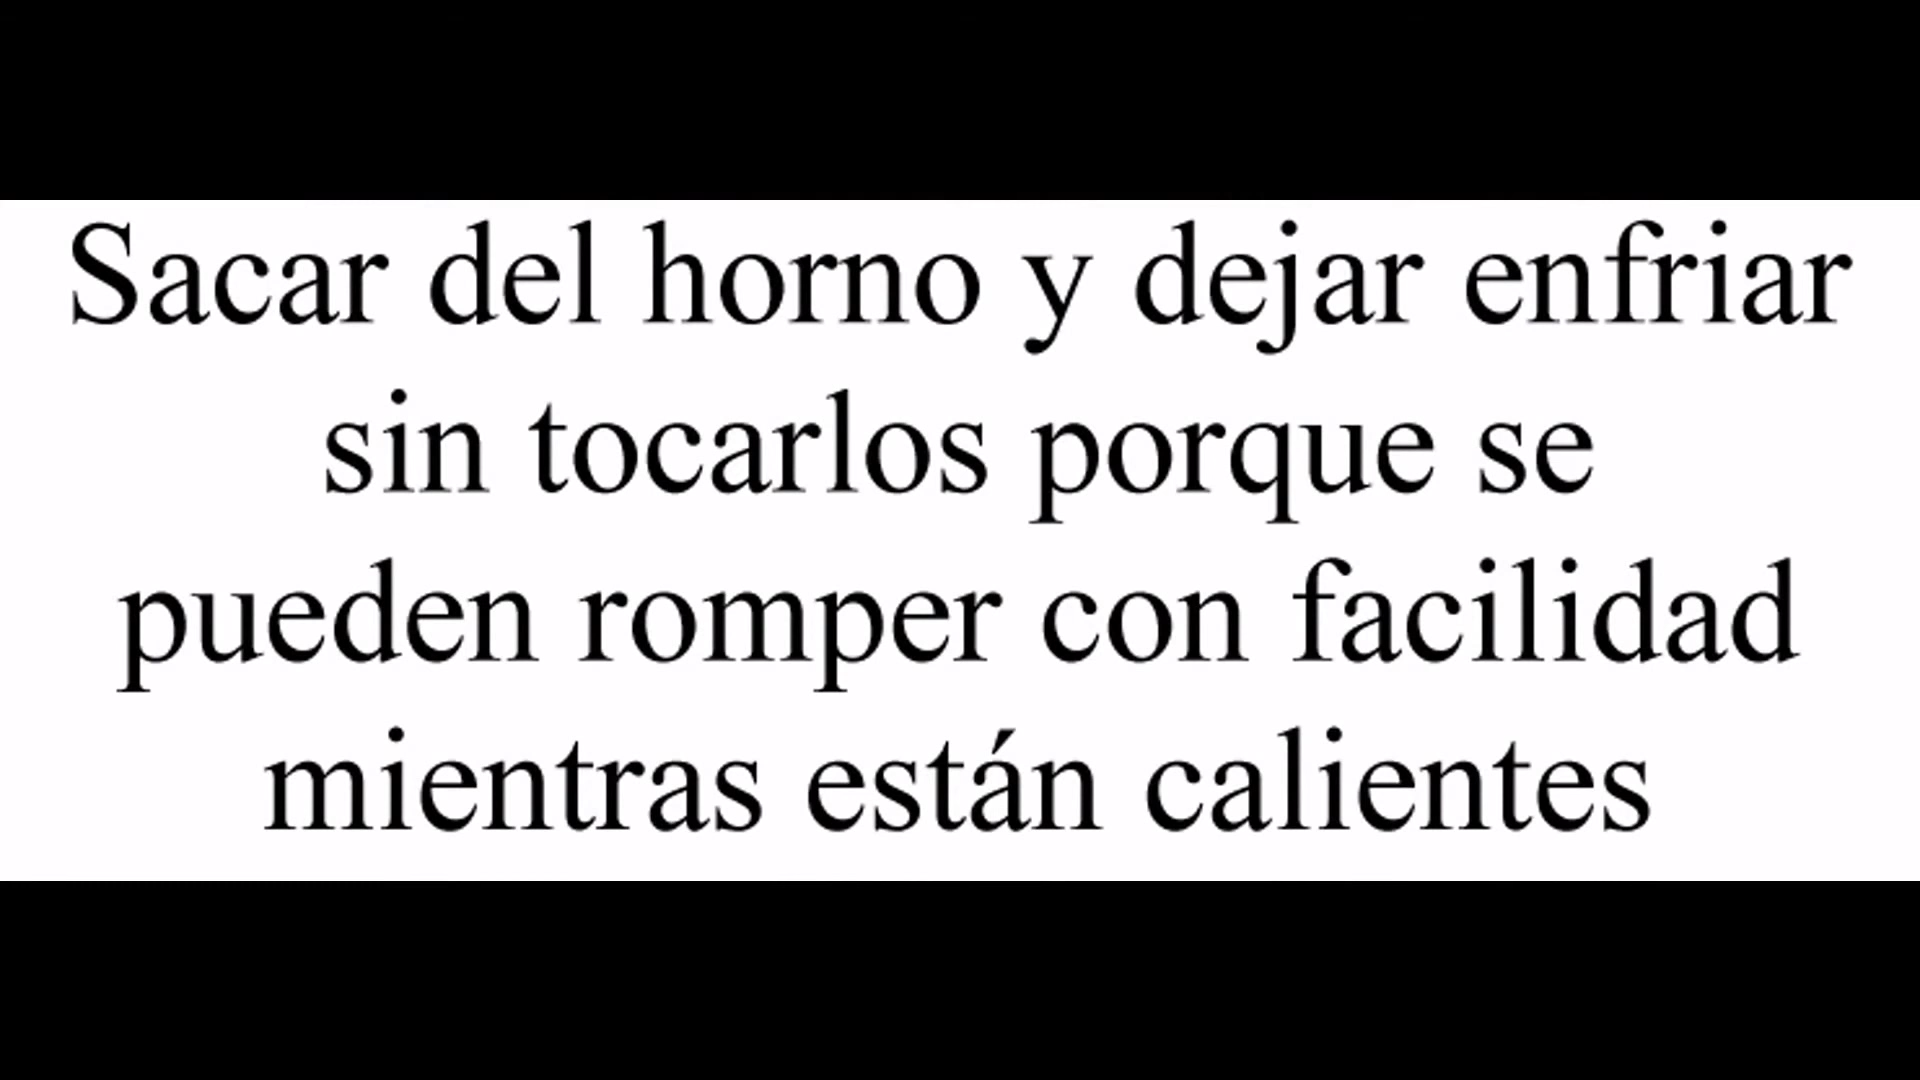 Sacar del horno y dejar enfriar
sin tocarlos porque se
pueden romper con facilidad
mientras están calientes